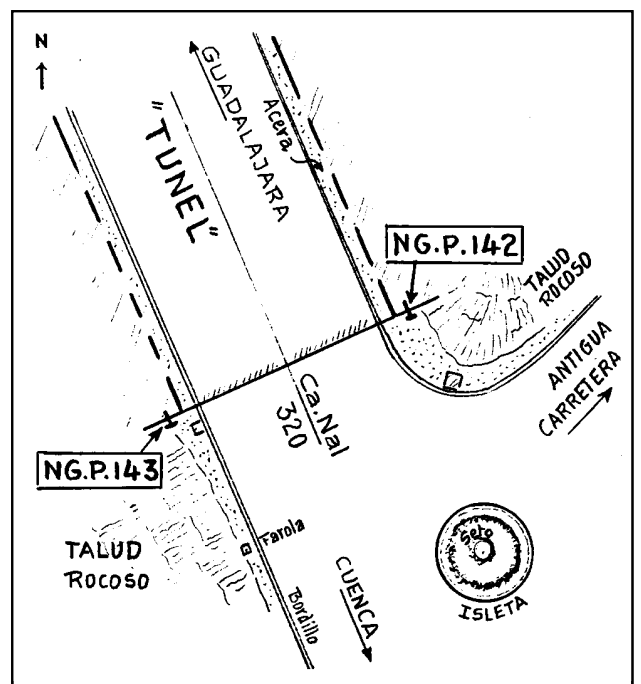 N
GUADALAJARA
Acera
"TUNEL"
NG.P.142
TALUD
ROCOSO
ANTIGUA
CARRETERA
Ca.Nal
320
NG.P.143
Farola
TALUD
ROCOSO
Bordillo
CUENCA
Seto
ISLETA